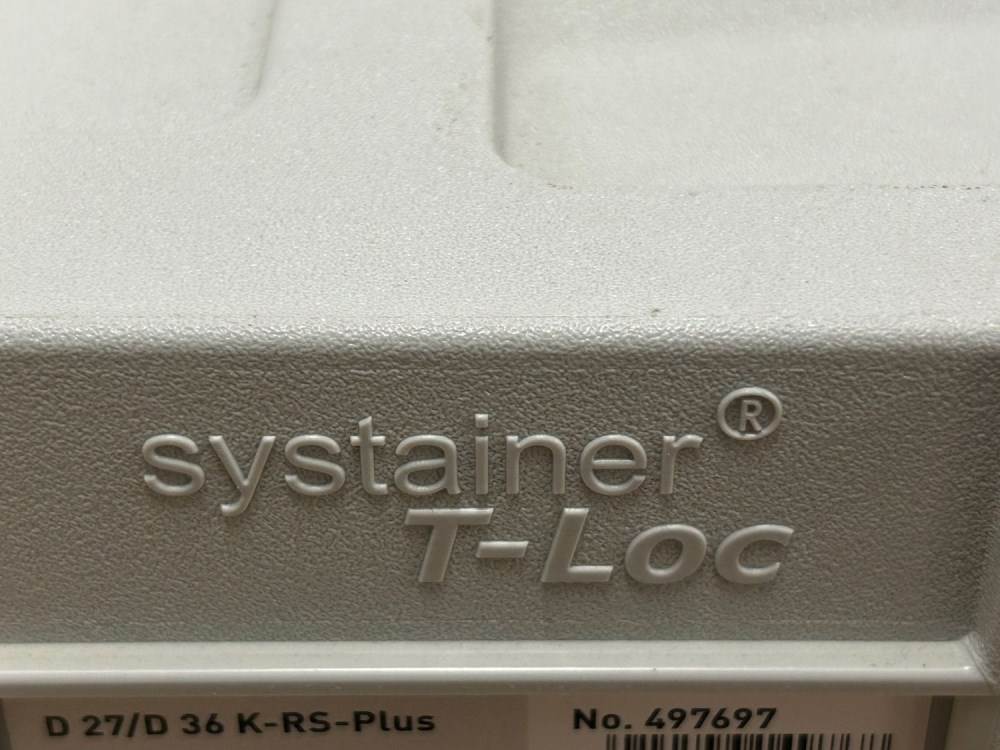 systainer®
T-Loc
D 27/D 36 K-RS-Plus No. 497697